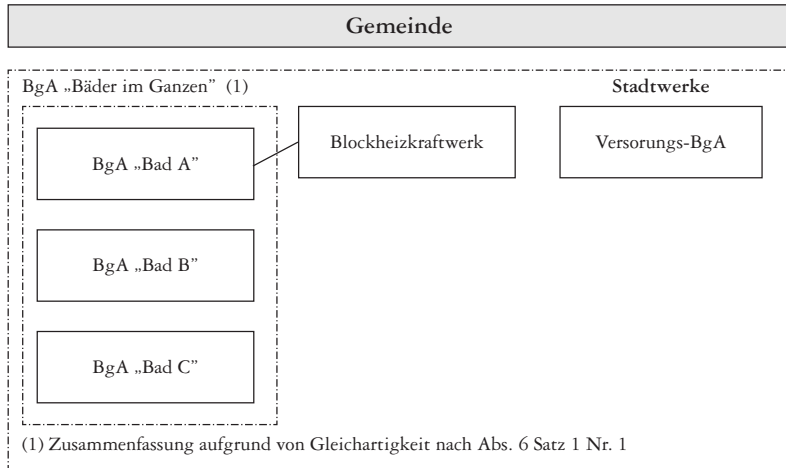 Gemeinde
BgA „Bäder im Ganzen” (1)
Stadtwerke
BgA „Bad A”
Blockheizkraftwerk
Versorungs-BgA
BgA „Bad B”
BgA „Bad C”
(1) Zusammenfassung aufgrund von Gleichartigkeit nach Abs. 6 Satz 1 Nr. 1